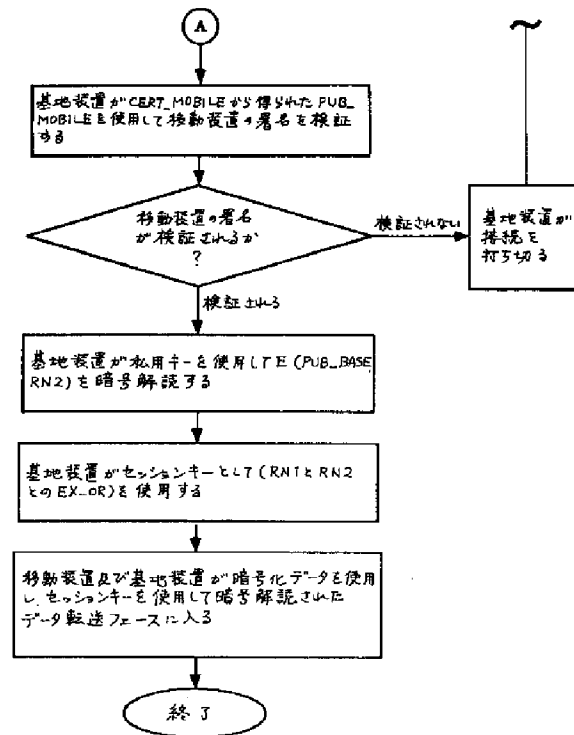 A
基地装置がCERT_MOBILEから得られたPUB_
MOBILEを使用して移動装置の署名を検証
する
移動装置の署名
が検証されるか
?
検証されない
基地装置が
接続を
打ち切る
検証される
基地装置が私用キーを使用してE(PUB_BASE,
RN2)を暗号解読する
基地装置がセッションキーとして(RN1とRN2
とのEX_OR)を使用する
移動装置及び基地装置が暗号化データを使用
し、セッションキーを使用して暗号解読された
データ転送フェースに入る
終了